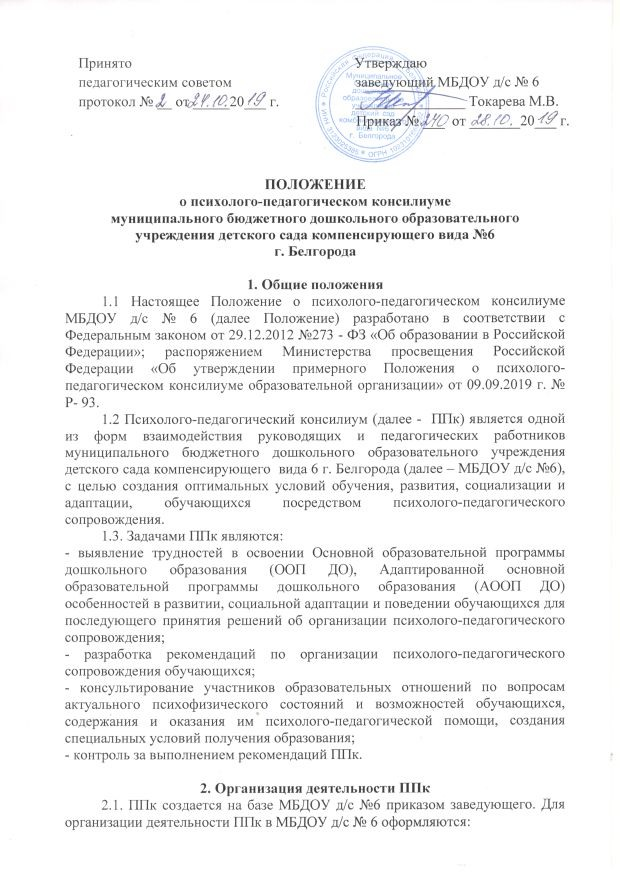 Принято
педагогическим советом
протокол № 2 от 24.10.2019 г.
Утверждаю
заведующий МБДОУ д/с № 6
Токарева М.В.
Приказ № 240 от 28.10. 2019 г.
ПОЛОЖЕНИЕ
о психолого-педагогическом консилиуме
муниципального бюджетного дошкольного образовательного
учреждения детского сада компенсирующего вида №6
г. Белгорода
1. Общие положения
1.1 Настоящее Положение о психолого-педагогическом консилиуме
МБДОУ д/с № 6 (далее Положение) разработано в соответствии с
Федеральным законом от 29.12.2012 №273 - ФЗ «Об образовании в Российской
Федерации»; распоряжением Министерства просвещения Российской
Федерации «Об утверждении примерного Положения о психолого-
педагогическом консилиуме образовательной организации» от 09.09.2019 г. №
Р- 93.
1.2 Психолого-педагогический консилиум (далее - ППк) является одной
из форм взаимодействия руководящих и педагогических работников
муниципального бюджетного дошкольного образовательного учреждения
детского сада компенсирующего вида 6 г. Белгорода (далее – МБДОУ д/с №6),
с целью создания оптимальных условий обучения, развития, социализации и
адаптации, обучающихся посредством психолого-педагогического
сопровождения.
1.3. Задачами ППк являются:
- выявление трудностей в освоении Основной образовательной программы
дошкольного образования (ООП ДО), Адаптированной основной
образовательной программы дошкольного образования (АООП ДО)
особенностей в развитии, социальной адаптации и поведении обучающихся для
последующего принятия решений об организации психолого-педагогического
сопровождения;
- разработка рекомендаций по организации психолого-педагогического
сопровождения обучающихся;
- консультирование участников образовательных отношений по вопросам
актуального психофизического состояний и возможностей обучающихся,
содержания и оказания им психолого-педагогической помощи, создания
специальных условий получения образования;
- контроль за выполнением рекомендаций ППк.
2. Организация деятельности ППк
2.1. ППк создается на базе МБДОУ д/с №6 приказом заведующего. Для
организации деятельности ППк в МБДОУ д/с № 6 оформляются: